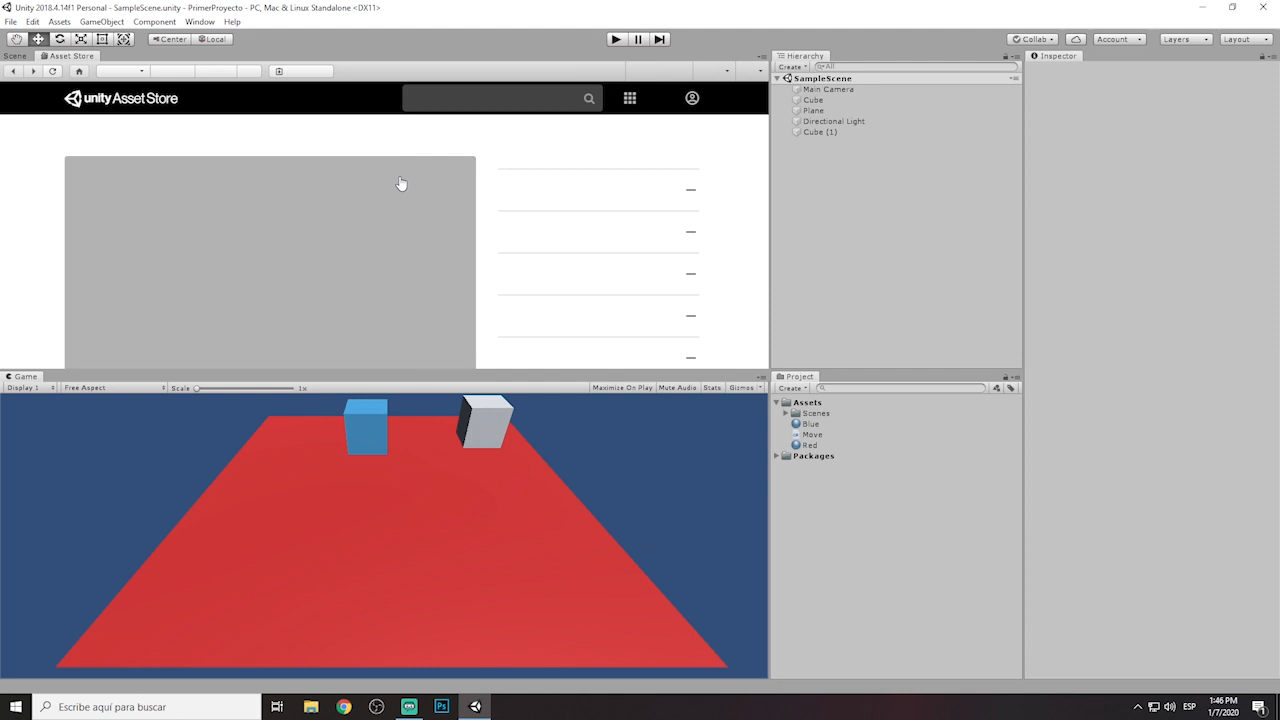 Unity 2018.4.14f1 Personal - SampleScene.unity - PrimerProyecto - PC, Mac & Linux Standalone <DX11>
File Edit Assets GameObject Component Window Help
Center Local Collab Account Layers Layout
Scene Asset Store
unity Asset Store
Hierarchy
Create All
SampleScene
Main Camera
Cube
Plane
Directional Light
Cube (1)
Inspector
Game
Display 1 Free Aspect Scale 1x Maximize On Play Mute Audio Stats Gizmos
Project
Create
Assets
Scenes
Blue
Move
Red
Packages
Escribe aquí para buscar
Ps
ESP
1:46 PM
1/7/2020
1